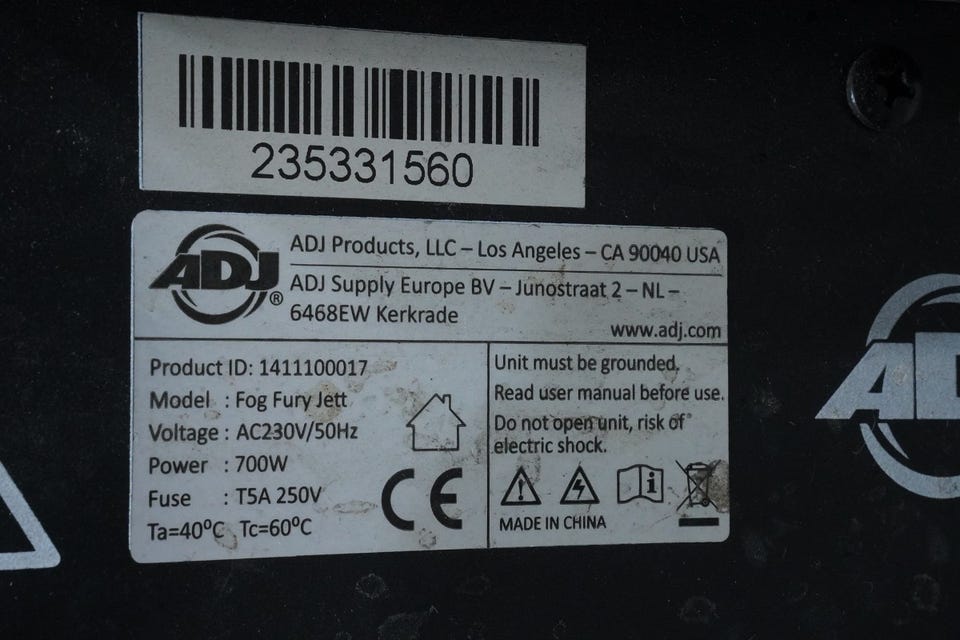 235331560
ADJ®
ADJ Products, LLC – Los Angeles – CA 90040 USA
ADJ Supply Europe BV – Junostraat 2 – NL –
6468EW Kerkrade
www.adj.com
Product ID: 1411100017
Model : Fog Fury Jett
Voltage : AC230V/50Hz
Power : 700W
Fuse : T5A 250V
Ta=40°C Tc=60°C
CE
Unit must be grounded.
Read user manual before use.
Do not open unit, risk of
electric shock.
MADE IN CHINA
AD